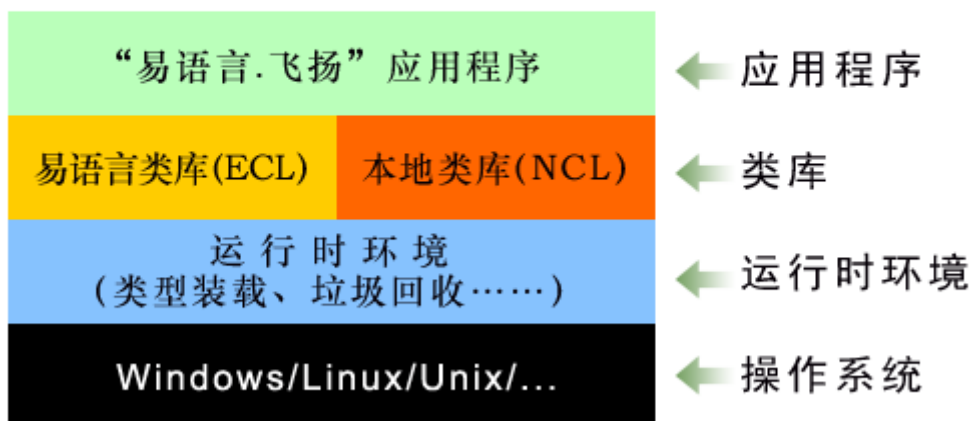 “易语言.飞扬”应用程序
应用程序
易语言类库(ECL)
本地类库(NCL)
类库
运行时环境
(类型装载、垃圾回收……)
运行时环境
Windows/Linux/Unix/...
操作系统